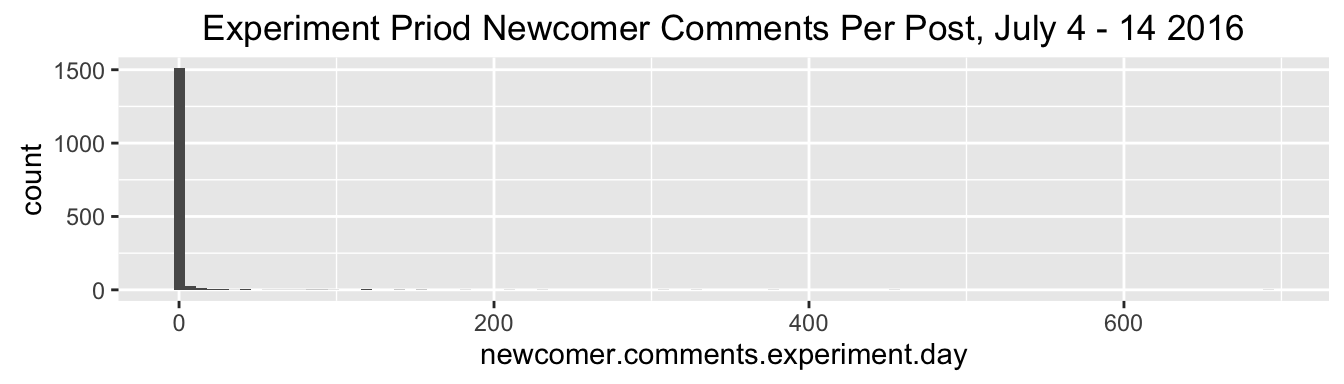 Experiment Priod Newcomer Comments Per Post, July 4 - 14 2016
1500
1000
500
0
count
0 200 400 600
newcomer.comments.experiment.day